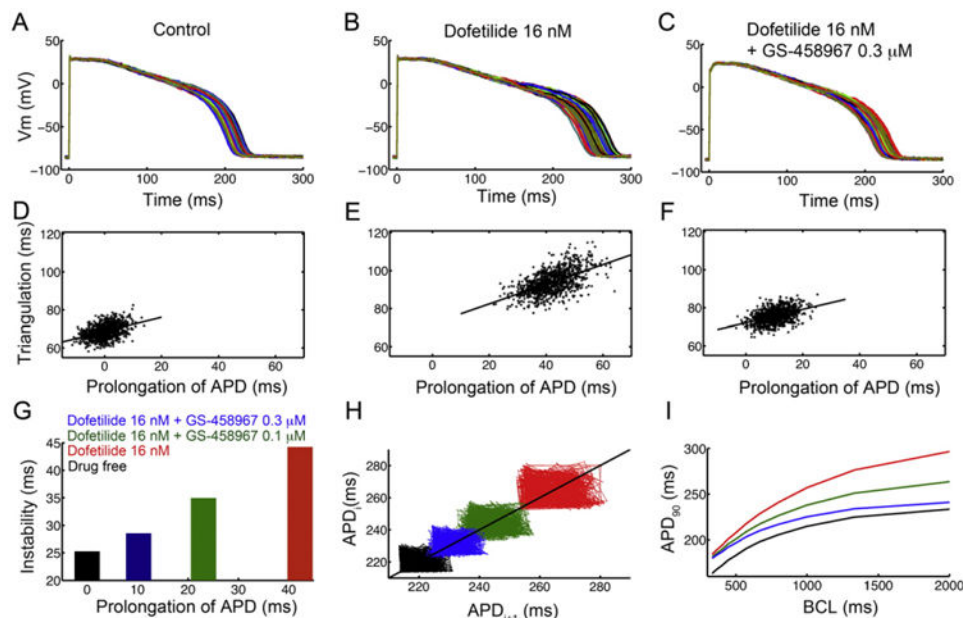 A
Control
B
Dofetilide 16 nM
C
Dofetilide 16 nM
+ GS-458967 0.3 μM
Vm (mV)
50
0
−50
−100
0 100 200 300
Time (ms)
50
0
−50
−100
0 100 200 300
Time (ms)
50
0
−50
−100
0 100 200 300
Time (ms)
D
E
F
Triangulation (ms)
120
100
80
60
0 20 40 60
Prolongation of APD (ms)
120
100
80
60
0 20 40 60
Prolongation of APD (ms)
120
100
80
60
0 20 40 60
Prolongation of APD (ms)
G
Dofetilide 16 nM + GS-458967 0.3 μM
Dofetilide 16 nM + GS-458967 0.1 μM
Dofetilide 16 nM
Drug free
Instability (ms)
45
40
35
30
25
20
0 10 20 30 40
Prolongation of APD (ms)
H
APDi(ms)
280
260
240
220
220 240 260 280
(ms)
I
APD90 (ms)
300
250
200
500 1000 1500 2000
BCL (ms)